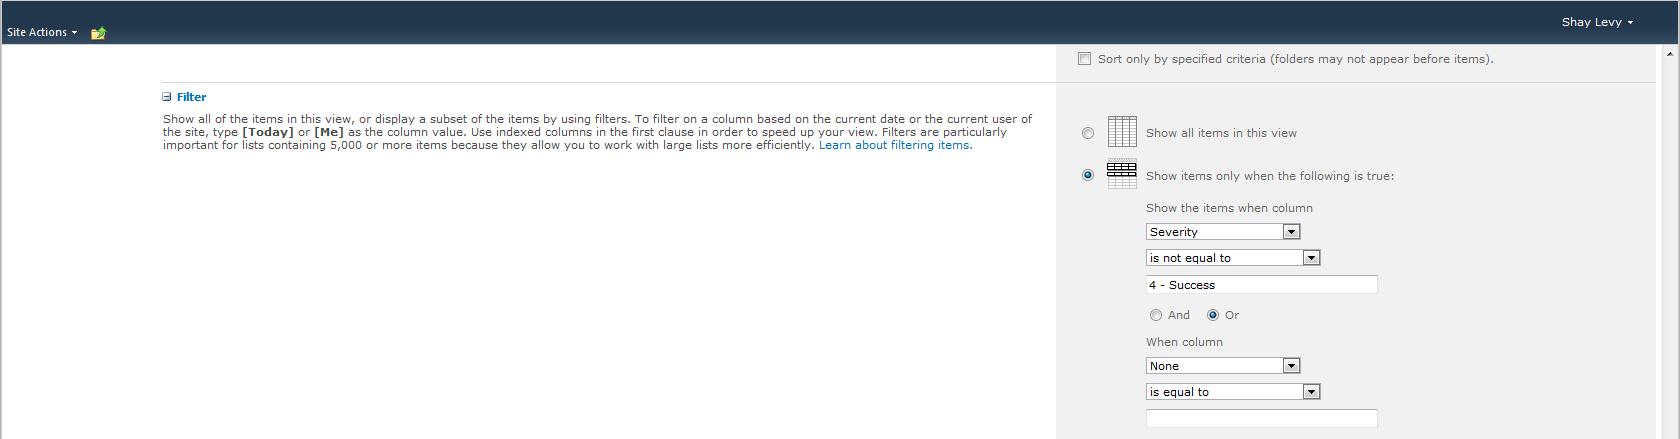 Shay Levy
Site Actions
Sort only by specified criteria (folders may not appear before items).
Filter
Show all of the items in this view, or display a subset of the items by using filters. To filter on a column based on the current date or the current user of
the site, type [Today] or [Me] as the column value. Use indexed columns in the first clause in order to speed up your view. Filters are particularly
important for lists containing 5,000 or more items because they allow you to work with large lists more efficiently. Learn about filtering items.
Show all items in this view
Show items only when the following is true:
Show the items when column
Severity
is not equal to
4 - Success
And Or
When column
None
is equal to